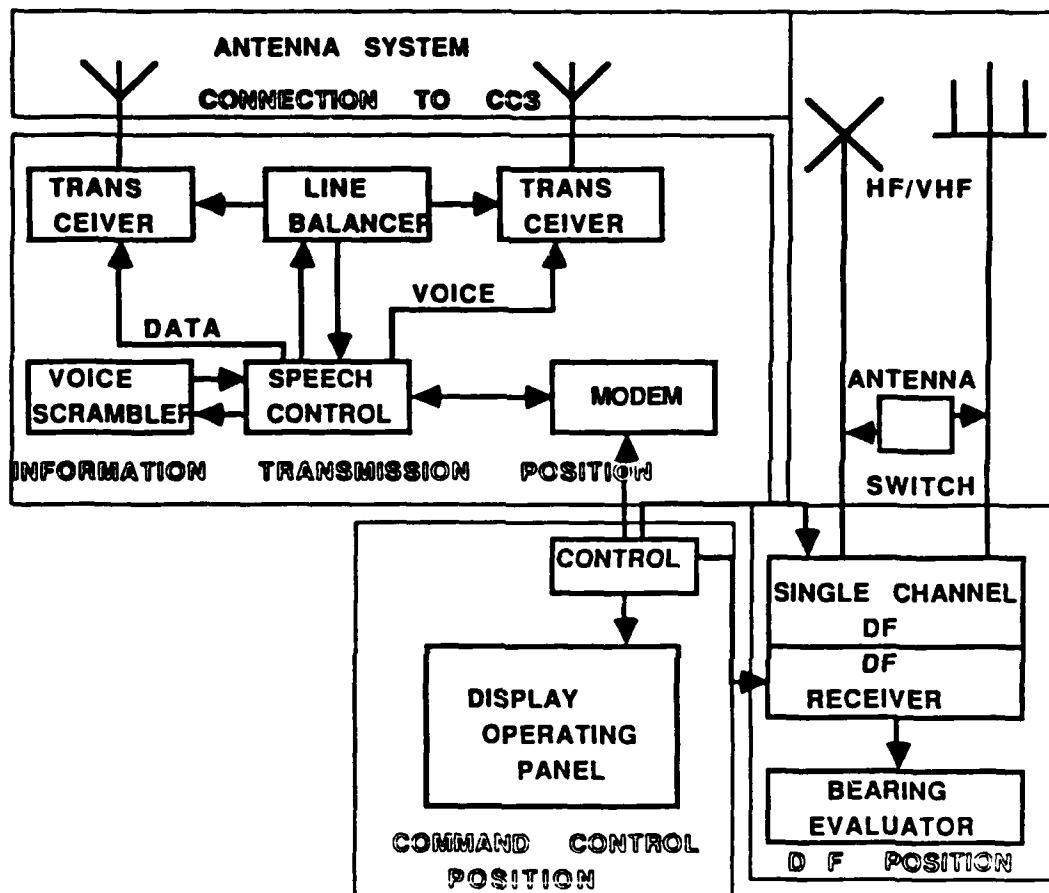 ANTENNA SYSTEM
CONNECTION TO CC3
TRANS
CEIVER
LINE
BALANCER
TRANS
CEIVER
HF/VHF
VOICE
DATA
VOICE
SCRAMBLER
SPEECH
CONTROL
MODEM
ANTENNA
SWITCH
INFORMATION TRANSMISSION POSITION
CONTROL
SINGLE CHANNEL
DF
DF
RECEIVER
DISPLAY
OPERATING
PANEL
BEARING
EVALUATOR
COMMAND CONTROL
POSITION
D F POSITION